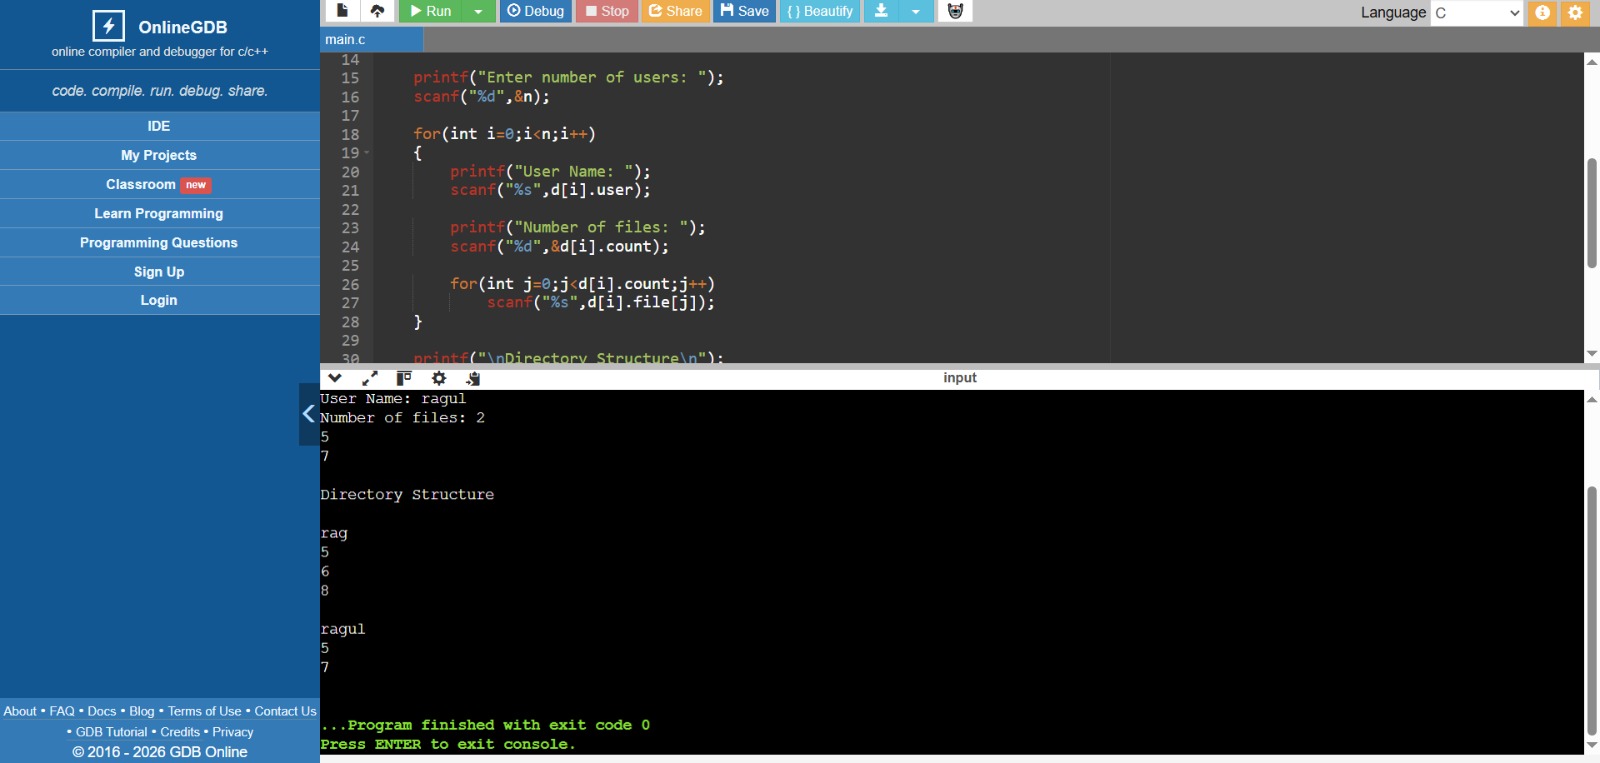 OnlineGDB
online compiler and debugger for c/c++
code. compile. run. debug. share.
IDE
My Projects
Classroom new
Learn Programming
Programming Questions
Sign Up
Login
About • FAQ • Docs • Blog • Terms of Use • Contact Us
• GDB Tutorial • Credits • Privacy
© 2016 - 2026 GDB Online
Run Debug Stop Share Save { } Beautify Language C
main.c
14
15 printf("Enter number of users: ");
16 scanf("%d",&n);
17
18 for(int i=0;i<n;i++)
19 {
20 printf("User Name: ");
21 scanf("%s",d[i].user);
22
23 printf("Number of files: ");
24 scanf("%d",&d[i].count);
25
26 for(int j=0;j<d[i].count;j++)
27 scanf("%s",d[i].file[j]);
28 }
29
30 printf("\nDirectory Structure\n");
input
User Name: ragul
Number of files: 2
5
7
Directory Structure
rag
5
6
8
ragul
5
7
...Program finished with exit code 0
Press ENTER to exit console.